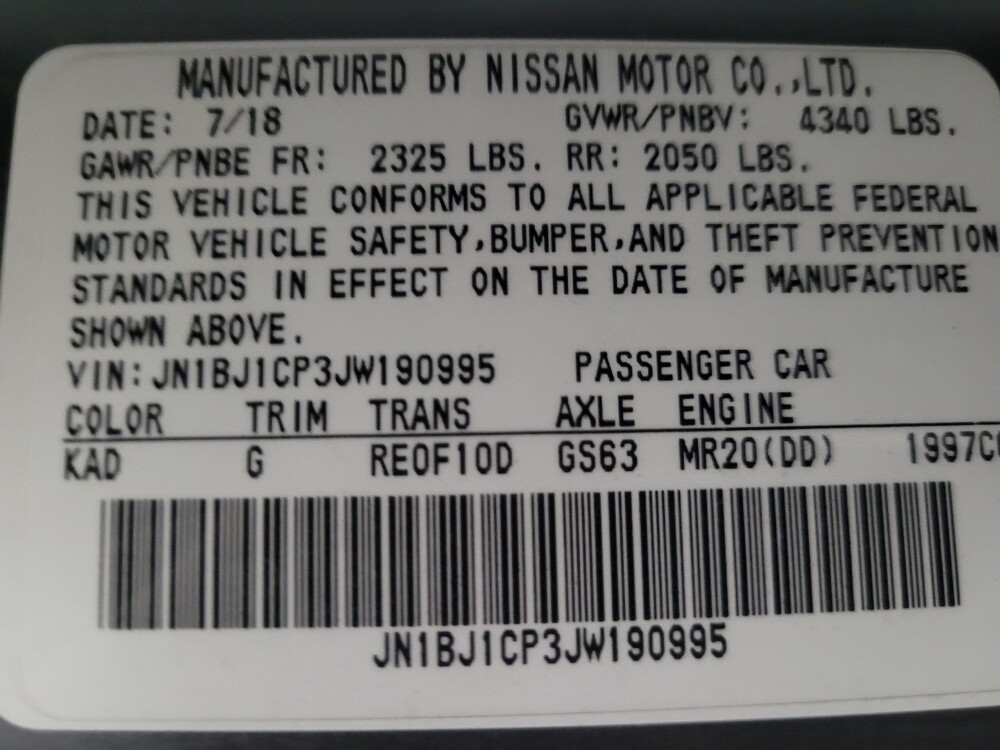 MANUFACTURED BY NISSAN MOTOR CO.,LTD.
DATE: 7/18 GVWR/PNBV: 4340 LBS.
GAWR/PNBE FR: 2325 LBS. RR: 2050 LBS.
THIS VEHICLE CONFORMS TO ALL APPLICABLE FEDERAL
MOTOR VEHICLE SAFETY,BUMPER,AND THEFT PREVENTION
STANDARDS IN EFFECT ON THE DATE OF MANUFACTURE
SHOWN ABOVE.
VIN:JN1BJ1CP3JW190995 PASSENGER CAR
COLOR TRIM TRANS AXLE ENGINE
KAD G RE0F10D GS63 MR20(DD) 1997CC
JN1BJ1CP3JW190995